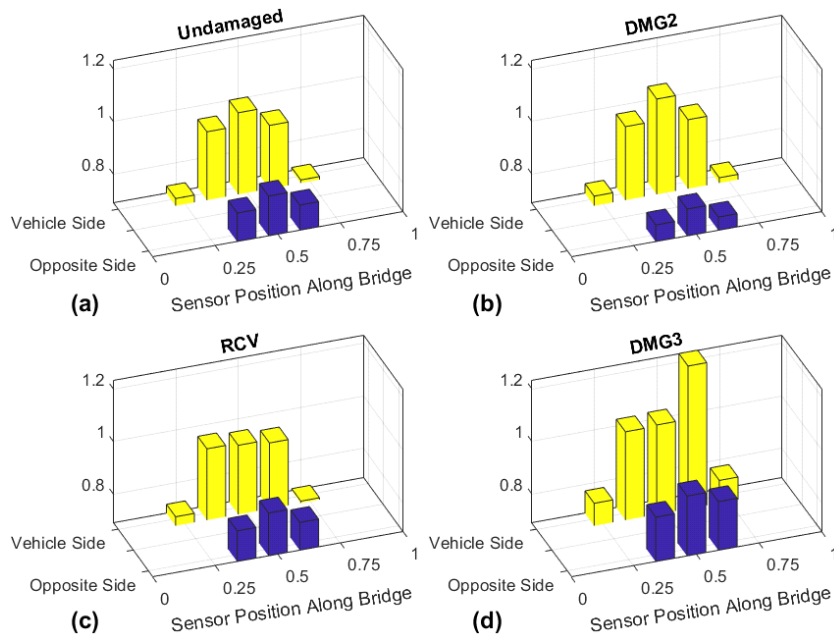 Undamaged
1.2
1
0.8
Vehicle Side
Opposite Side
0
0.25
0.5
0.75
1
Sensor Position Along Bridge
(a)
DMG2
1.2
1
0.8
Vehicle Side
Opposite Side
0
0.25
0.5
0.75
1
Sensor Position Along Bridge
(b)
RCV
1.2
1
0.8
Vehicle Side
Opposite Side
0
0.25
0.5
0.75
1
Sensor Position Along Bridge
(c)
DMG3
1.2
1
0.8
Vehicle Side
Opposite Side
0
0.25
0.5
0.75
1
Sensor Position Along Bridge
(d)